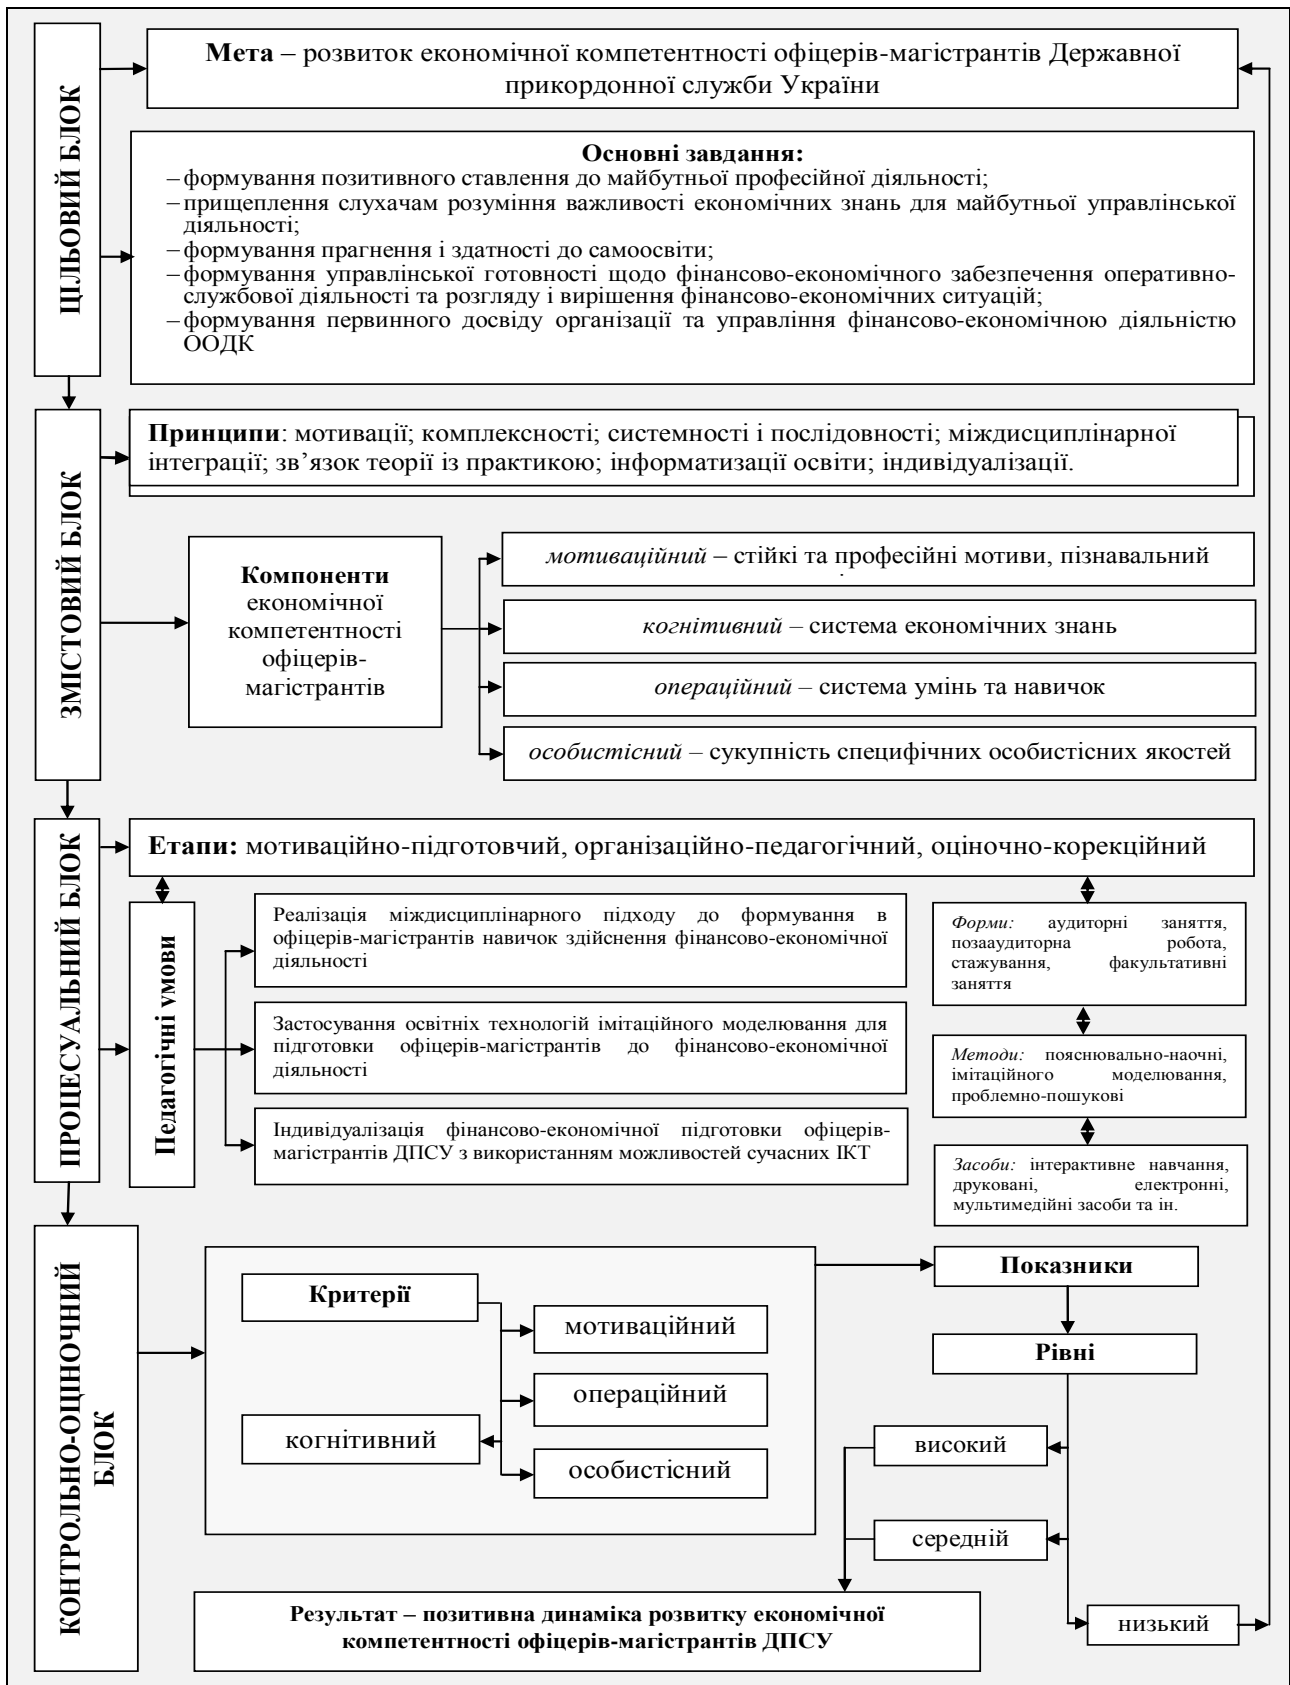 ЦІЛЬОВИЙ БЛОК
Мета – розвиток економічної компетентності офіцерів-магістрантів Державної
прикордонної служби України
Основні завдання:
–формування позитивного ставлення до майбутньої професійної діяльності;
–прищеплення слухачам розуміння важливості економічних знань для майбутньої управлінської
діяльності;
–формування прагнення і здатності до самоосвіти;
–формування управлінської готовності щодо фінансово-економічного забезпечення оперативно-
службової діяльності та розгляду і вирішення фінансово-економічних ситуацій;
–формування первинного досвіду організації та управління фінансово-економічною діяльністю
ООДК
ЗМІСТОВИЙ БЛОК
Принципи: мотивації; комплексності; системності і послідовності; міждисциплінарної
інтеграції; зв’язок теорії із практикою; інформатизації освіти; індивідуалізації.
Компоненти
економічної
компетентності
офіцерів-
магістрантів
мотиваційний – стійкі та професійні мотиви, пізнавальний
когнітивний – система економічних знань
операційний – система умінь та навичок
особистісний – сукупність специфічних особистісних якостей
ПРОЦЕСУАЛЬНИЙ БЛОК
Етапи: мотиваційно-підготовчий, організаційно-педагогічний, оціночно-корекційний
Педагогічні умови
Реалізація міждисциплінарного підходу до формування в
офіцерів-магістрантів навичок здійснення фінансово-економічної
діяльності
Застосування освітніх технологій імітаційного моделювання для
підготовки офіцерів-магістрантів до фінансово-економічної
діяльності
Індивідуалізація фінансово-економічної підготовки офіцерів-
магістрантів ДПСУ з використанням можливостей сучасних ІКТ
Форми: аудиторні заняття,
позааудиторна робота,
стажування, факультативні
заняття
Методи: пояснювально-наочні,
імітаційного моделювання,
проблемно-пошукові
Засоби: інтерактивне навчання,
друковані, електронні,
мультимедійні засоби та ін.
КОНТРОЛЬНО-ОЦІНОЧНИЙ
БЛОК
Критерії
мотиваційний
операційний
когнітивний
особистісний
Показники
Рівні
високий
середній
низький
Результат – позитивна динаміка розвитку економічної
компетентності офіцерів-магістрантів ДПСУ